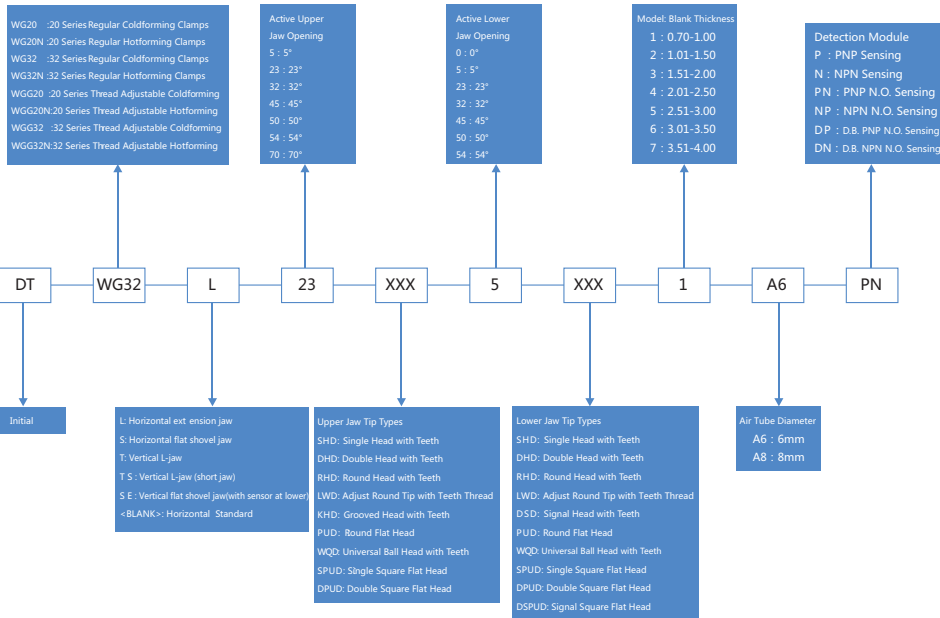 WG20 :20 Series Regular Coldforming Clamps
WG20N :20 Series Regular Hotforming Clamps
WG32 :32 Series Regular Coldforming Clamps
WG32N :32 Series Regular Hotforming Clamps
WGG20 :20 Series Thread Adjustable Coldforming
WGG20N:20 Series Thread Adjustable Hotforming
WGG32 :32 Series Thread Adjustable Coldforming
WGG32N:32 Series Thread Adjustable Hotforming
Active Upper
Jaw Opening
5 : 5°
23 : 23°
32 : 32°
45 : 45°
50 : 50°
54 : 54°
70 : 70°
Active Lower
Jaw Opening
0 : 0°
5 : 5°
23 : 23°
32 : 32°
45 : 45°
50 : 50°
54 : 54°
Model: Blank Thickness
1 : 0.70-1.00
2 : 1.01-1.50
3 : 1.51-2.00
4 : 2.01-2.50
5 : 2.51-3.00
6 : 3.01-3.50
7 : 3.51-4.00
Detection Module
P : PNP Sensing
N : NPN Sensing
PN : PNP N.O. Sensing
NP : NPN N.O. Sensing
DP : D.B. PNP N.O. Sensing
DN : D.B. NPN N.O. Sensing
DT WG32 L 23 XXX 5 XXX 1 A6 PN
Initial
L: Horizontal ext ension jaw
S: Horizontal flat shovel jaw
T: Vertical L-jaw
T S : Vertical L-jaw (short jaw)
S E : Vertical flat shovel jaw(with sensor at lower)
<BLANK>: Horizontal Standard
Upper Jaw Tip Types
SHD: Single Head with Teeth
DHD: Double Head with Teeth
RHD: Round Head with Teeth
LWD: Adjust Round Tip with Teeth Thread
KHD: Grooved Head with Teeth
PUD: Round Flat Head
WQD: Universal Ball Head with Teeth
SPUD: Single Square Flat Head
DPUD: Double Square Flat Head
Lower Jaw Tip Types
SHD: Single Head with Teeth
DHD: Double Head with Teeth
RHD: Round Head with Teeth
LWD: Adjust Round Tip with Teeth Thread
DSD: Signal Head with Teeth
PUD: Round Flat Head
WQD: Universal Ball Head with Teeth
SPUD: Single Square Flat Head
DPUD: Double Square Flat Head
DSPUD: Signal Square Flat Head
Air Tube Diameter
A6 : 6mm
A8 : 8mm